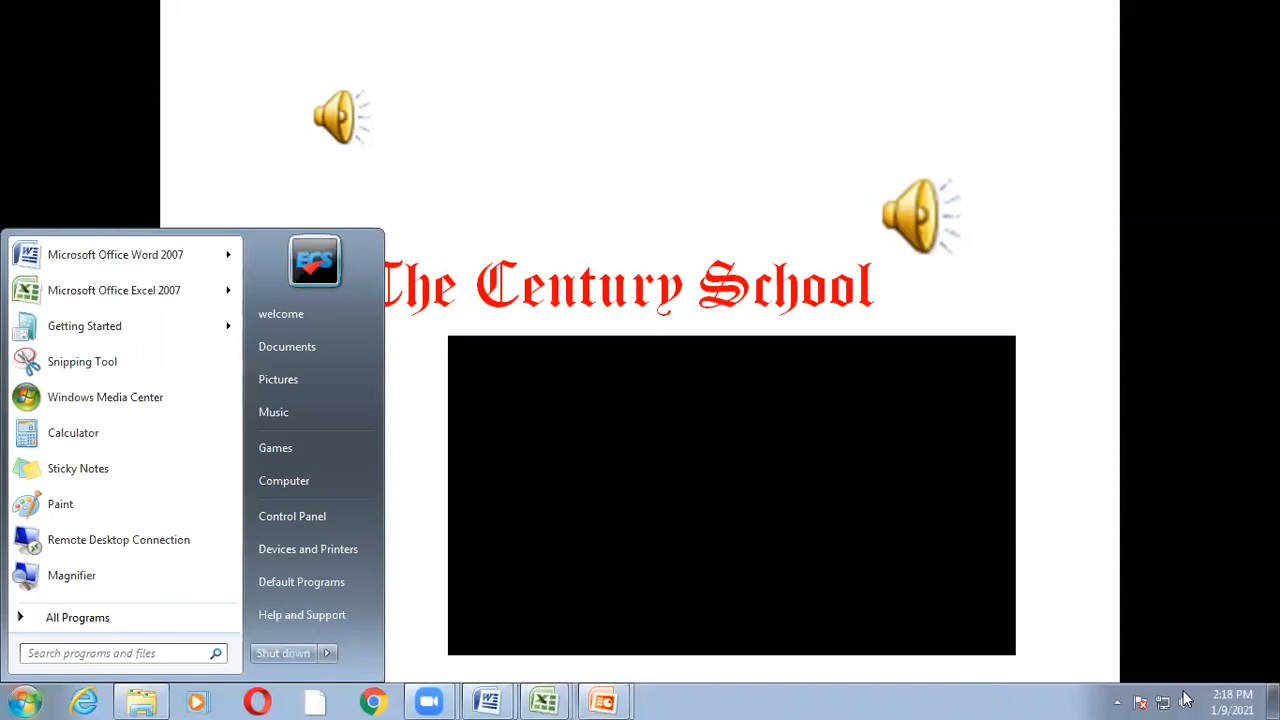 The Century School
Microsoft Office Word 2007
Microsoft Office Excel 2007
Getting Started
Snipping Tool
Windows Media Center
Calculator
Sticky Notes
Paint
Remote Desktop Connection
Magnifier
All Programs
Search programs and files
ECS
welcome
Documents
Pictures
Music
Games
Computer
Control Panel
Devices and Printers
Default Programs
Help and Support
Shut down
2:18 PM
1/9/2021